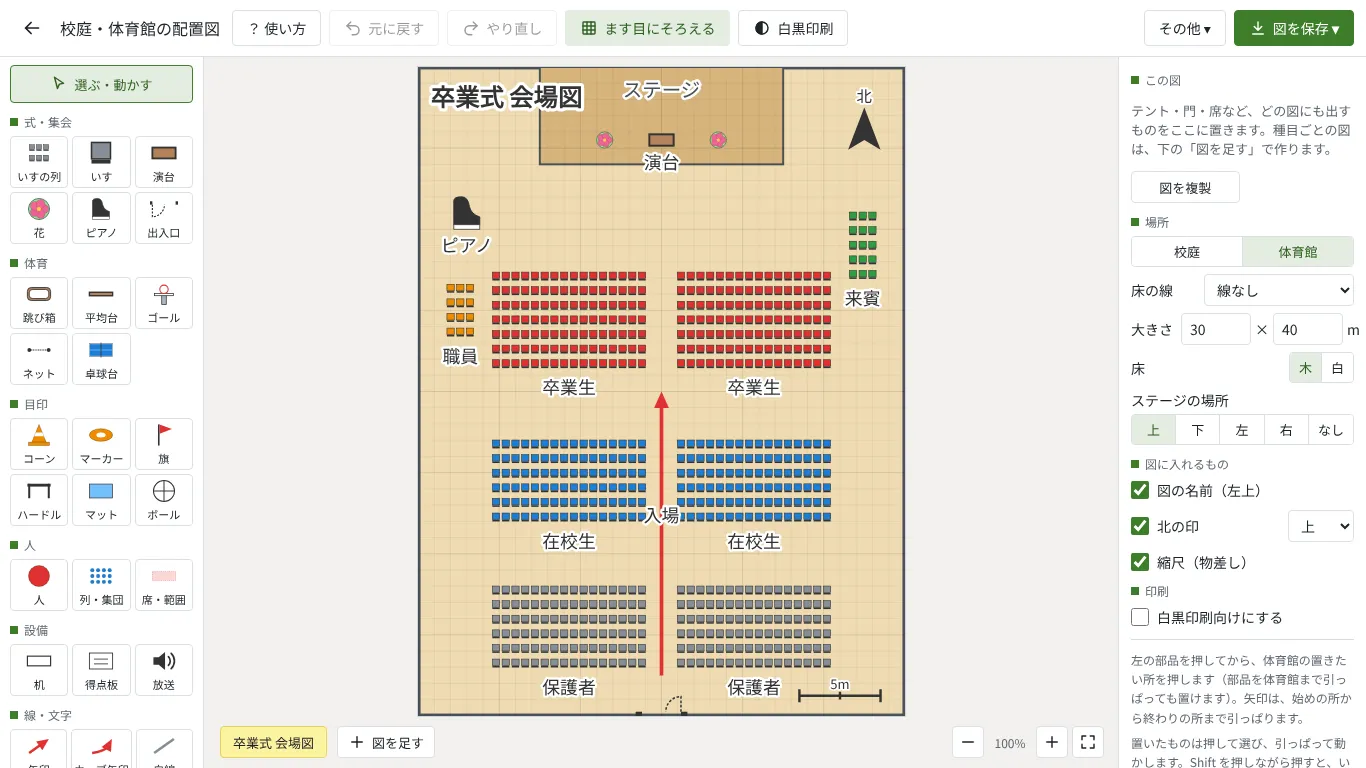 校庭・体育館の配置図
? 使い方
元に戻す
やり直し
ます目にそろえる
白黒印刷
その他 ▾
図を保存 ▾
選ぶ・動かす
式・集会
いすの列
いす
演台
花
ピアノ
出入口
体育
跳び箱
平均台
ゴール
ネット
卓球台
目印
コーン
マーカー
旗
ハードル
マット
ボール
人
人
列・集団
席・範囲
設備
机
得点板
放送
線・文字
卒業式 会場図
ステージ
北
演台
ピアノ
来賓
職員
卒業生
卒業生
入場
在校生
在校生
保護者
保護者
5m
卒業式 会場図
図を足す
100%
この図
テント・門・席など、どの図にも出す
ものをここに置きます。種目ごとの図
は、下の「図を足す」で作ります。
図を複製
場所
校庭
体育館
床の線
線なし
大きさ
30
×
40
m
床
木
白
ステージの場所
上
下
左
右
なし
図に入れるもの
図の名前（左上）
北の印
上
縮尺（物差し）
印刷
白黒印刷向けにする
左の部品を押してから、体育館の置きた
い所を押します（部品を体育館まで引っ
ぱっても置けます）。矢印は、始めの所か
ら終わりの所まで引っぱります。
置いたものは押して選び、引っぱって動
かします。Shift を押しながら押すと、い